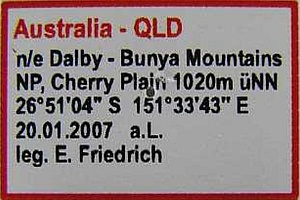 Australia - QLD
n/e Dalby - Bunya Mountains
NP, Cherry Plain 1020m üNN
26°51'04" S  151°33'43" E
20.01.2007  a.L.
leg. E. Friedrich